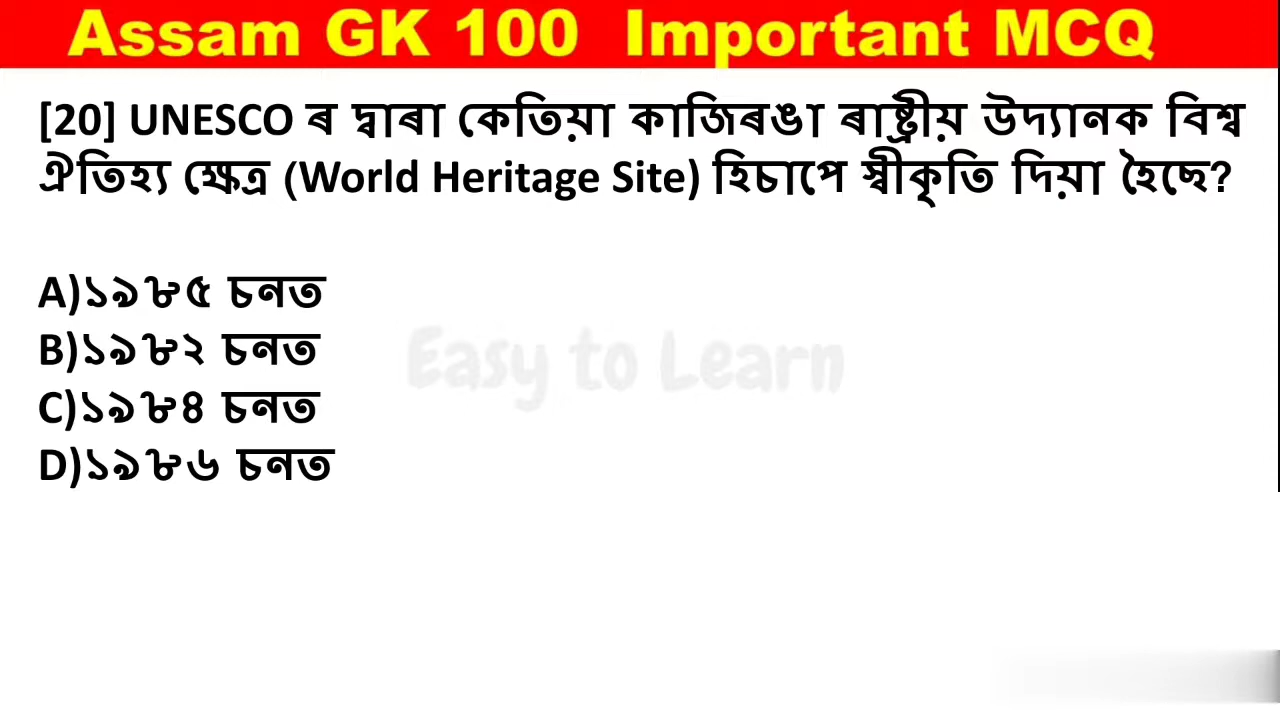 Assam GK 100 Important MCQ
[20] UNESCO ৰ দ্বাৰা কেতিয়া কাজিৰঙা ৰাষ্ট্ৰীয় উদ্যানক বিশ্ব
ঐতিহ্য ক্ষেত্ৰ (World Heritage Site) হিচাপে স্বীকৃতি দিয়া হৈছে?
A)১৯৮৫ চনত
B)১৯৮২ চনত
Easy to Learn
C)১৯৮৪ চনত
D)১৯৮৬ চনত